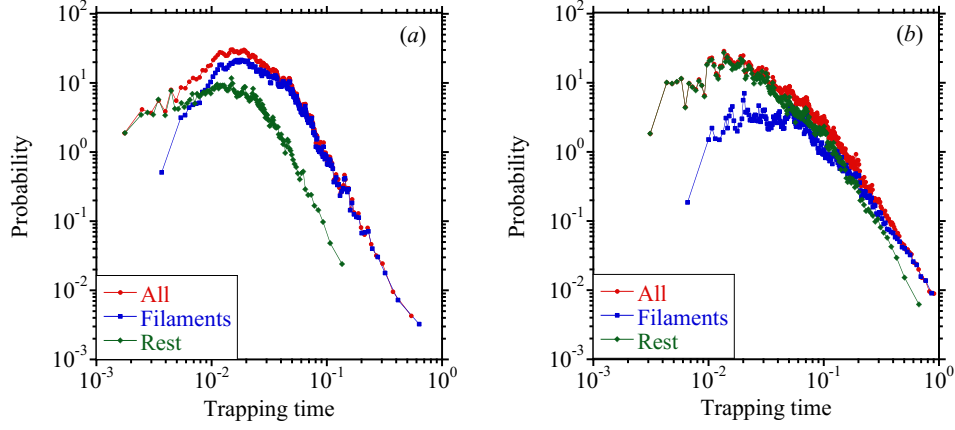 (a)
Probability
10^2
10^1
10^0
10^-1
10^-2
10^-3
All
Filaments
Rest
10^-3 10^-2 10^-1 10^0
Trapping time
(b)
Probability
10^2
10^1
10^0
10^-1
10^-2
10^-3
All
Filaments
Rest
10^-3 10^-2 10^-1 10^0
Trapping time